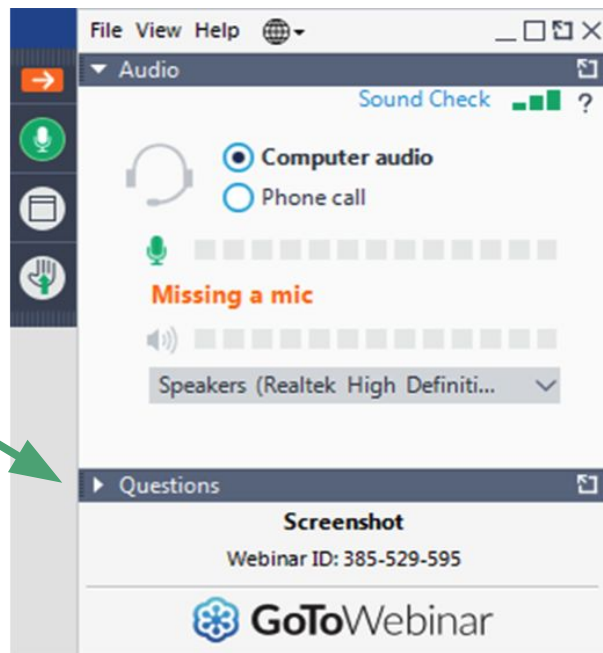 File View Help
Audio
Sound Check ?
Computer audio
Phone call
Missing a mic
Speakers (Realtek High Definiti...
Questions
Screenshot
Webinar ID: 385-529-595
GoToWebinar